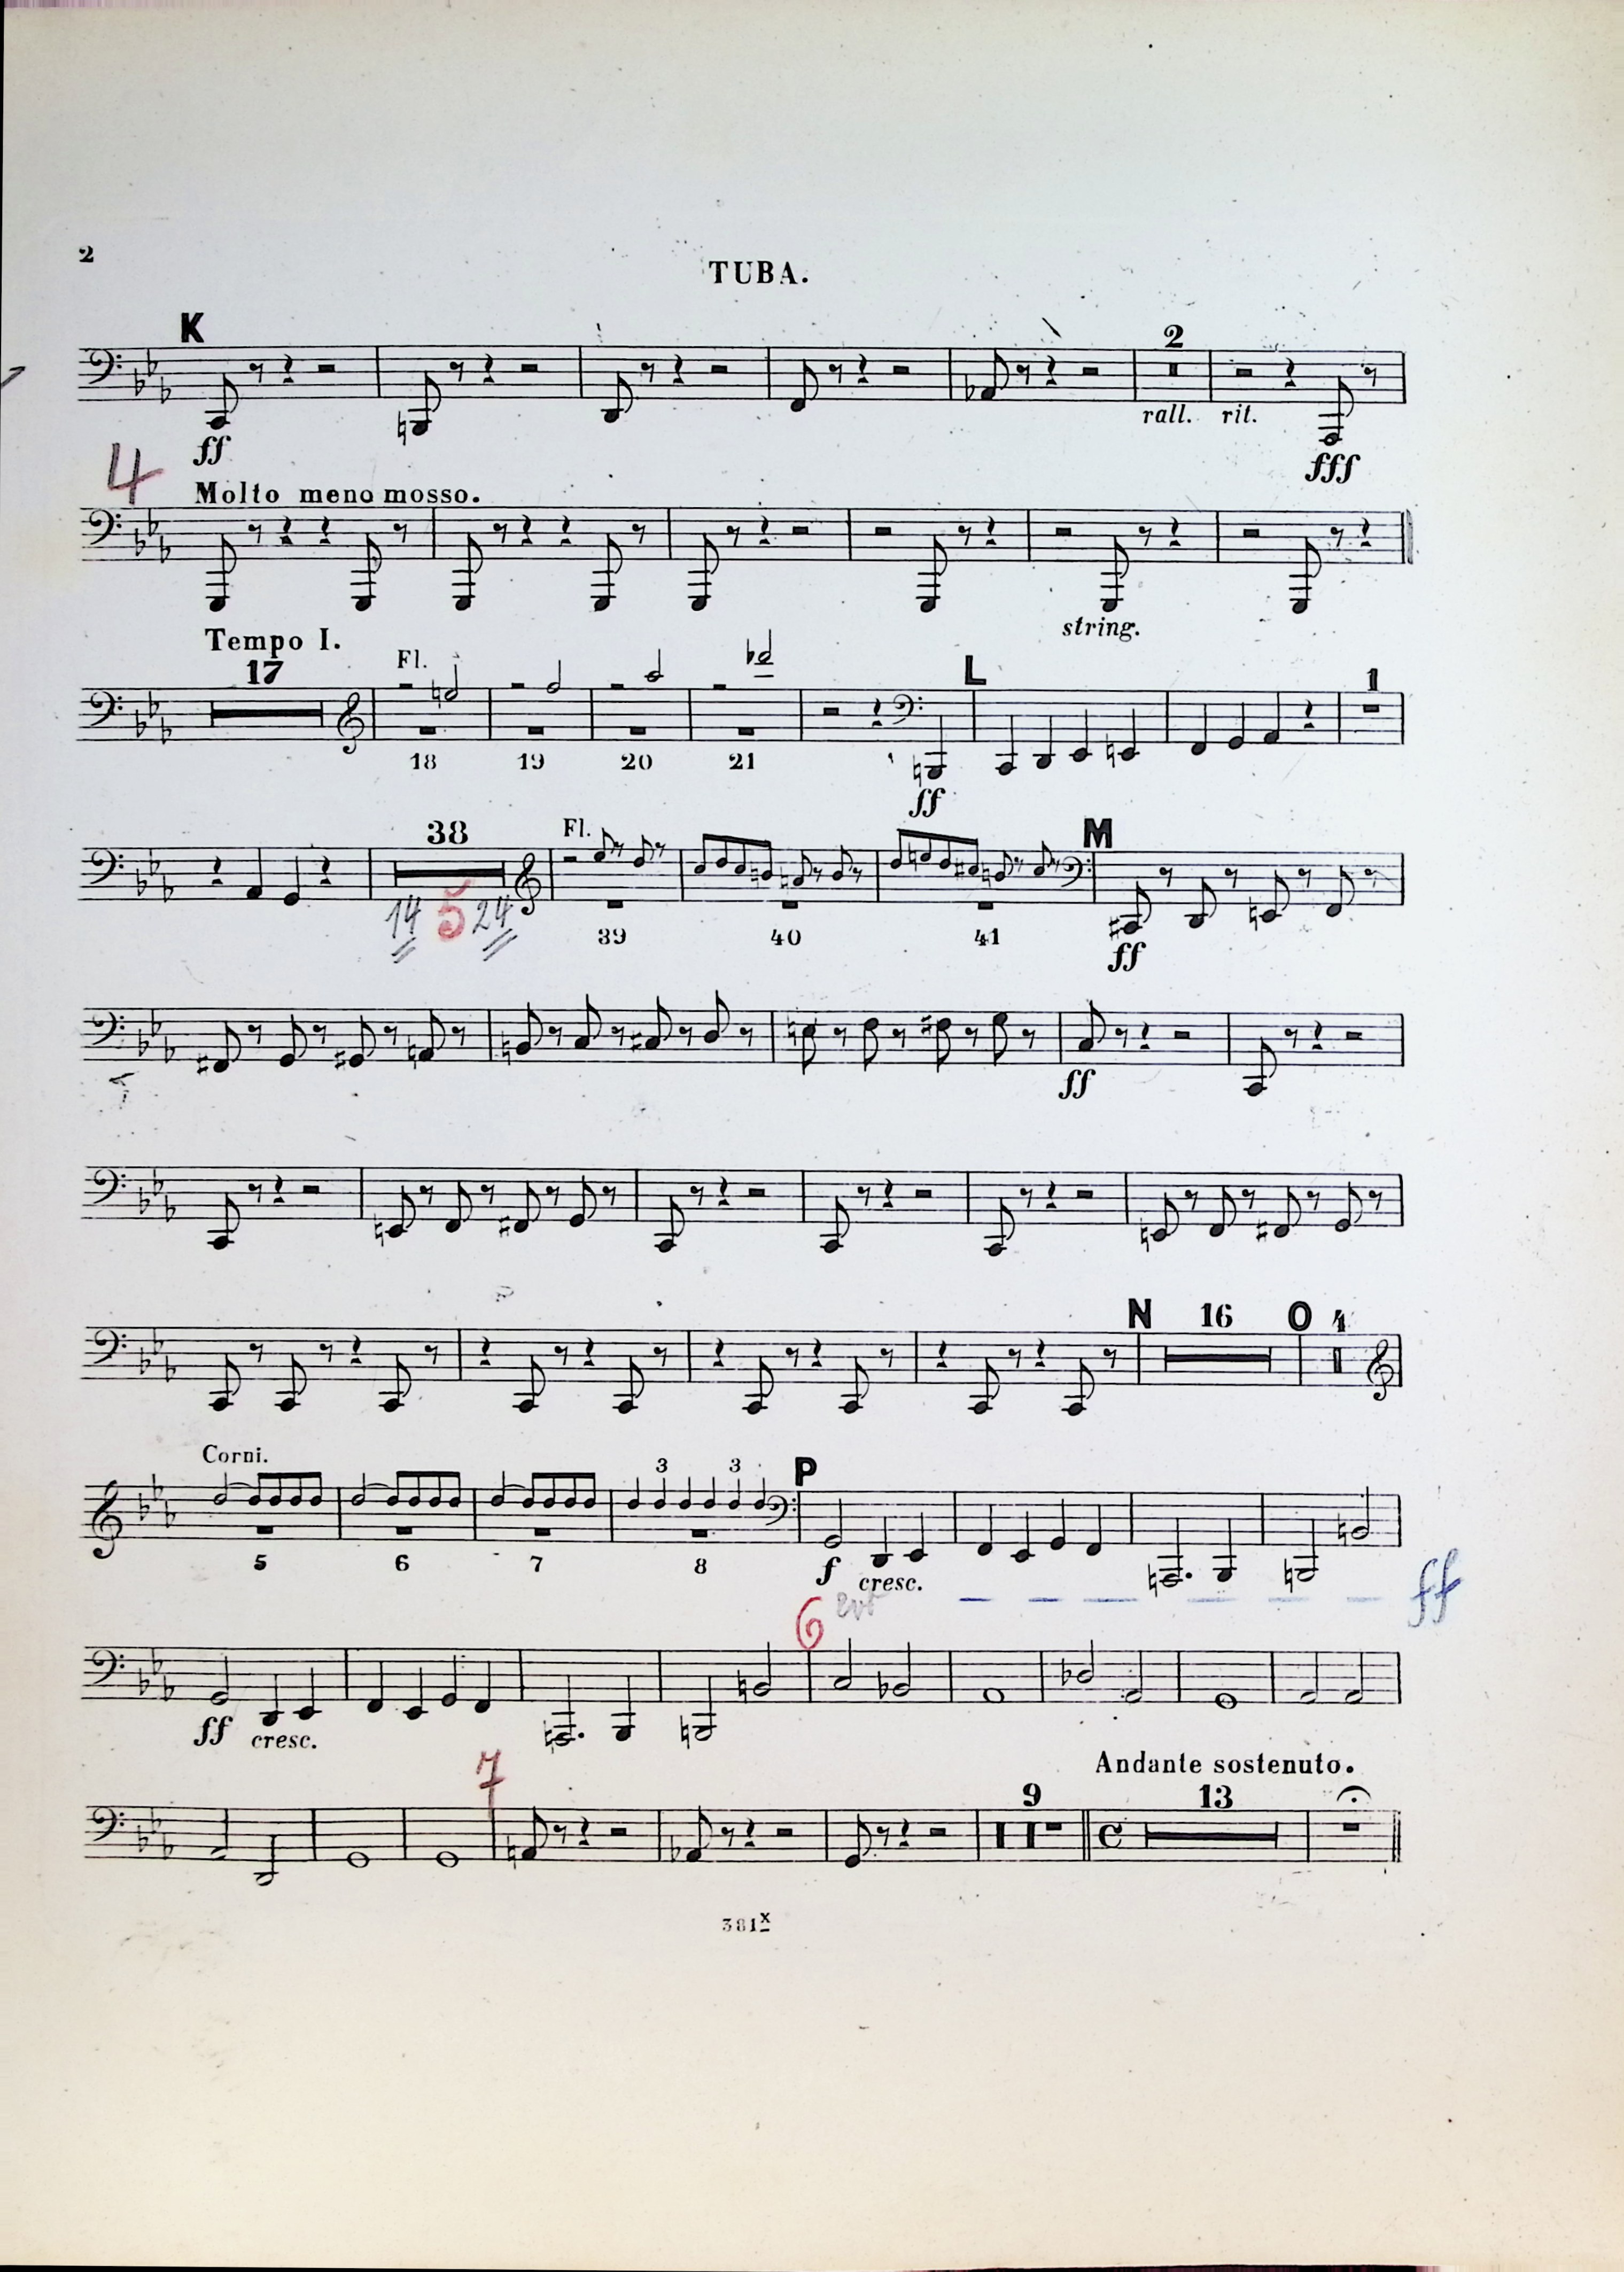 2
TUBA.
K
2
rall. rit.
ff
fff
4
Molto meno mosso.
string.
Tempo I.
17
Fl.
L
1
18 19 20 21
ff
38
Fl.
M
14 5 24
39 40 41
ff
ff
N 16 O 4
Corni.
3 3
P
5 6 7 8
f cresc.
ff
6
ff cresc.
7
Andante sostenuto.
9
13
C
381x